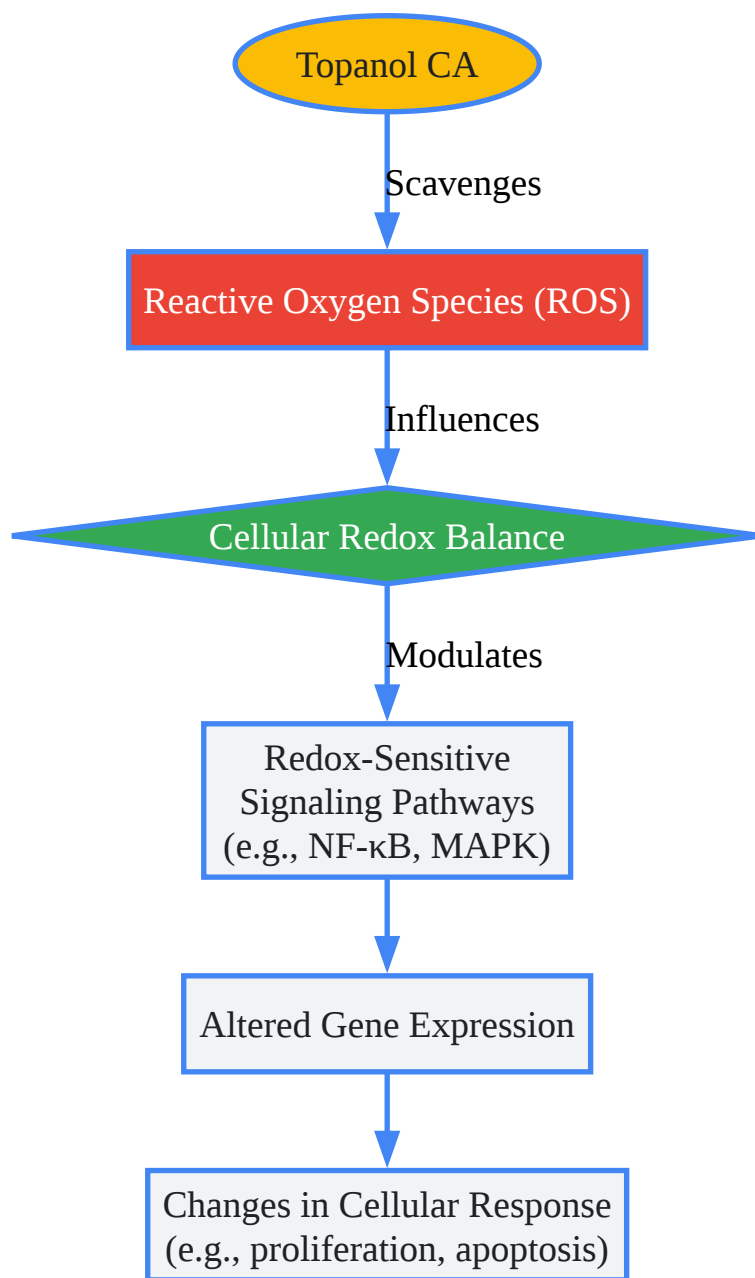 Topanol CA
Scavenges
Reactive Oxygen Species (ROS)
Influences
Cellular Redox Balance
Modulates
Redox-Sensitive
Signaling Pathways
(e.g., NF-κB, MAPK)
Altered Gene Expression
Changes in Cellular Response
(e.g., proliferation, apoptosis)